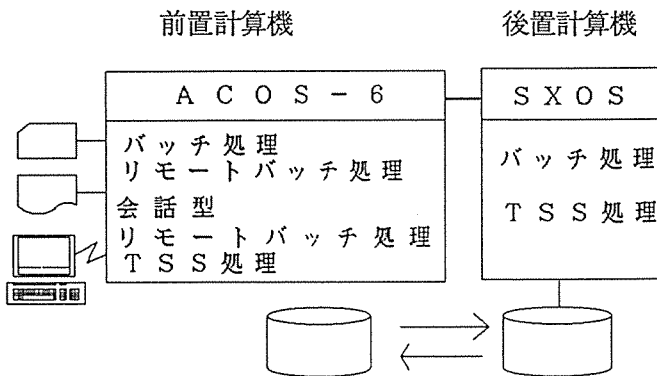 前置計算機
後置計算機
ACOS-6
SXOS
バッチ処理
リモートバッチ処理
会話型
リモートバッチ処理
TSS処理
バッチ処理
TSS処理